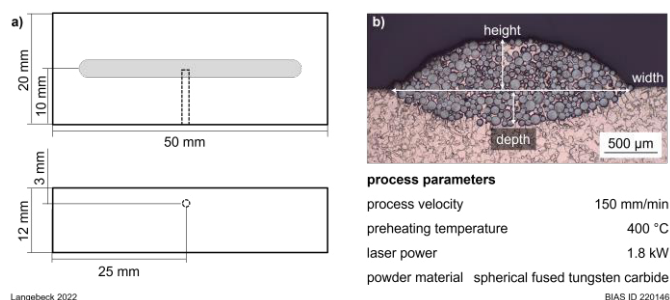 a)
20 mm
10 mm
50 mm
3 mm
12 mm
25 mm
Langebeck 2022
b)
height
width
depth
500 µm
process parameters
process velocity 150 mm/min
preheating temperature 400 °C
laser power 1.8 kW
powder material spherical fused tungsten carbide
BIAS ID 220146